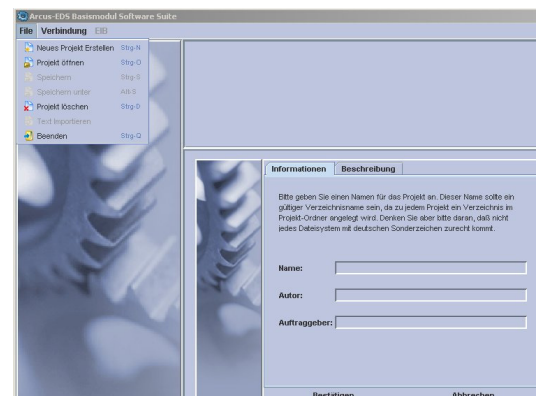 Arcus-EDS Basismodul Software Suite
File Verbindung EIB
Neues Projekt Erstellen Strg-N
Projekt öffnen Strg-O
Speichern Strg-S
Speichern unter Alt-S
Projekt löschen Strg-D
Text Importieren
Beenden Strg-Q
Informationen Beschreibung
Bitte geben Sie einen Namen für das Projekt an. Dieser Name sollte ein
gültiger Verzeichnisname sein, da zu jedem Projekt ein Verzeichnis im
Projekt-Ordner angelegt wird. Denken Sie aber bitte daran, daß nicht
jedes Dateisystem mit deutschen Sonderzeichen zurecht kommt.
Name:
Autor:
Auftraggeber:
Bestätigen Abbrechen